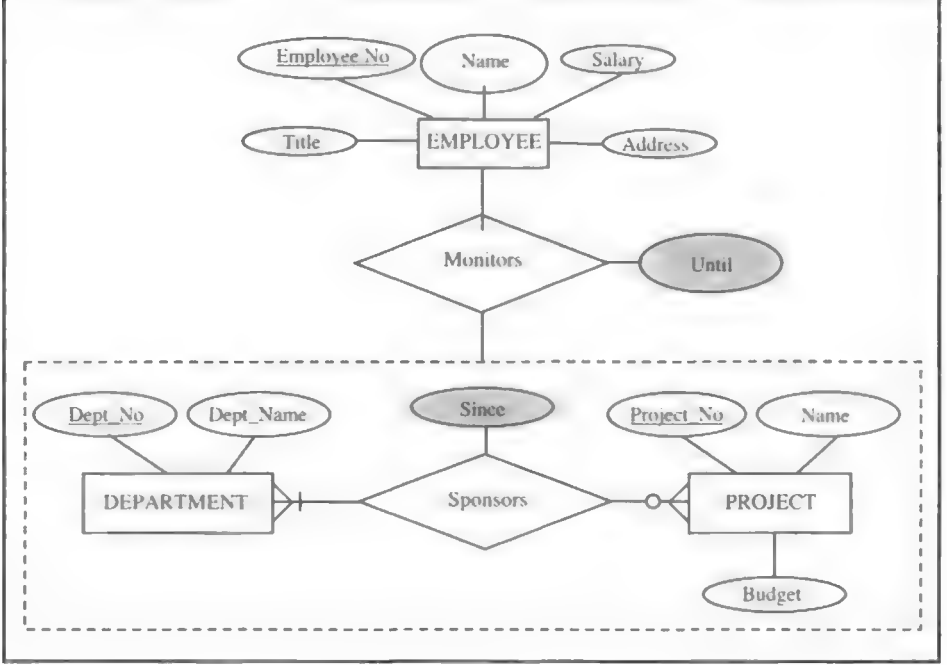 Employee No
Name
Salary
Title
EMPLOYEE
Address
Monitors
Until
Dept_No
Dept_Name
Since
Project_No
Name
DEPARTMENT
Sponsors
PROJECT
Budget